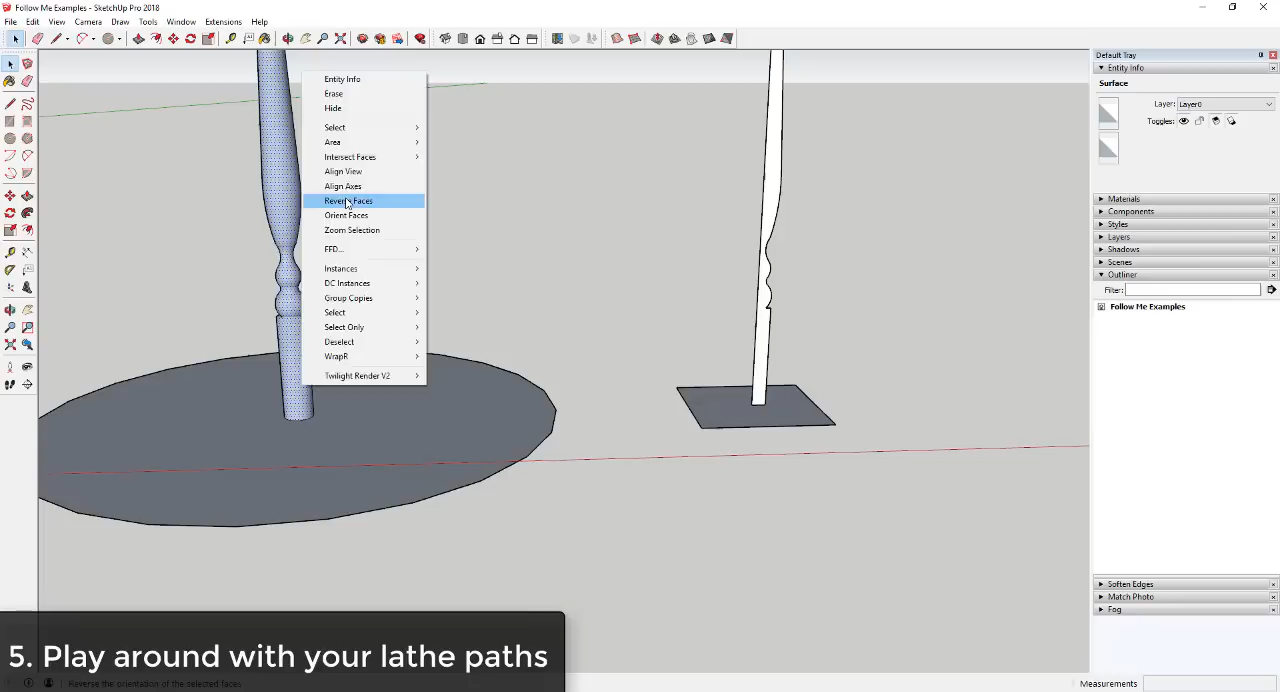 Follow Me Examples - SketchUp Pro 2018
File Edit View Camera Draw Tools Window Extensions Help
Default Tray
Entity Info
Surface
Layer: Layer0
Toggles:
Materials
Components
Styles
Layers
Shadows
Scenes
Outliner
Filter:
Follow Me Examples
Soften Edges
Match Photo
Fog
Entity Info
Erase
Hide
Select
Area
Intersect Faces
Align View
Align Axes
Reverse Faces
Orient Faces
Zoom Selection
FFD...
Instances
DC Instances
Group Copies
Select
Select Only
Deselect
WrapR
Twilight Render V2
5. Play around with your lathe paths
Reverse the orientation of the selected faces
Measurements